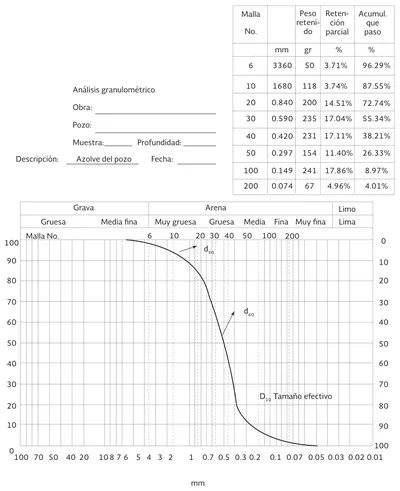 Malla Peso Reten- Acumul.
reteni- ción que
No. do parcial paso
mm gr % %
6 3360 50 3.71% 96.29%
10 1680 118 3.74% 87.55%
20 0.840 200 14.51% 72.74%
30 0.590 235 17.04% 55.34%
40 0.420 231 17.11% 38.21%
50 0.297 154 11.40% 26.33%
100 0.149 241 17.86% 8.97%
200 0.074 67 4.96% 4.01%
Análisis granulométrico
Obra:
Pozo:
Muestra: Profundidad:
Descripción: Azolve del pozo Fecha:
Grava Arena Limo
Gruesa Media fina Muy gruesa Gruesa Media Fina Muy fina Lima
Malla No. 6 10 20 30 40 50 100 200
100 0
90 10
80 20
70 30
60 40
50 50
40 60
30 70
20 80
10 90
0 100
d90
d60
D10 Tamaño efectivo
100 70 50 40 20 10 8 7 6 5 4 3 2 1 0.7 0.5 0.3 0.2 0.1 0.07 0.05 0.03 0.02 0.01
mm